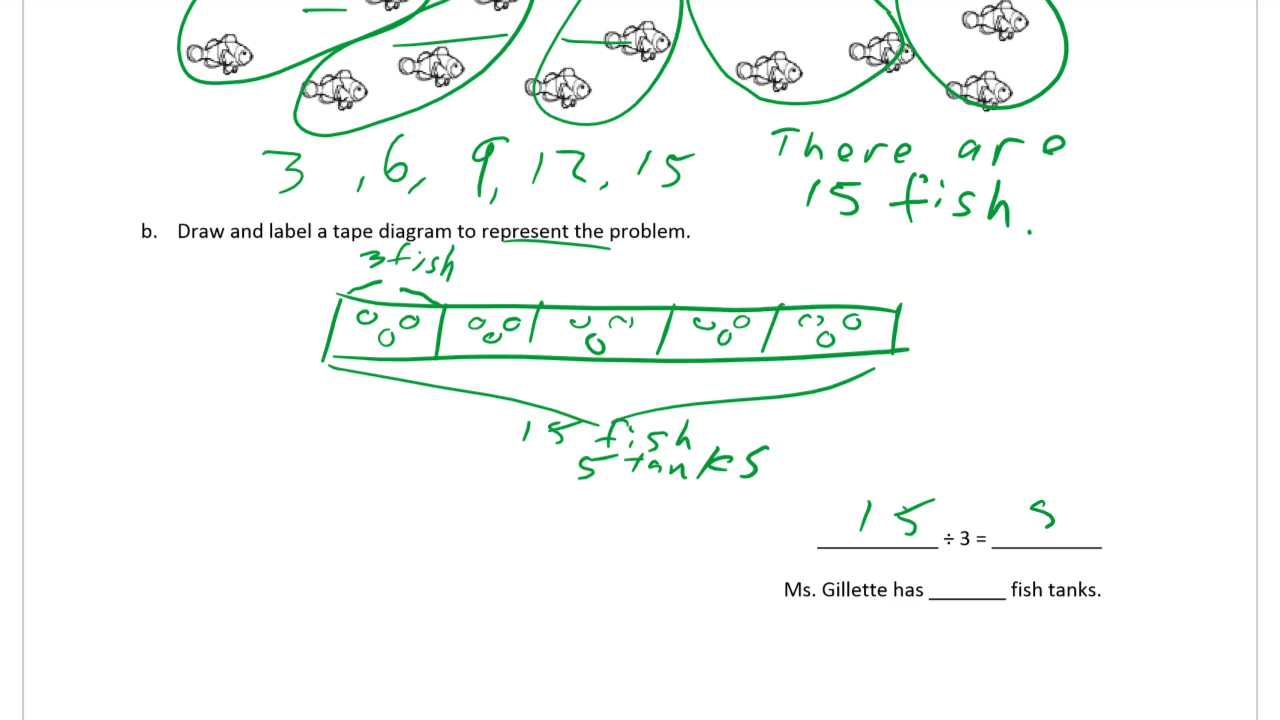 3, 6, 9, 12, 15
There are
15 fish.
b. Draw and label a tape diagram to represent the problem.
3 fish
15 fish
5 tanks
15 ÷ 3 = 5
Ms. Gillette has _______ fish tanks.